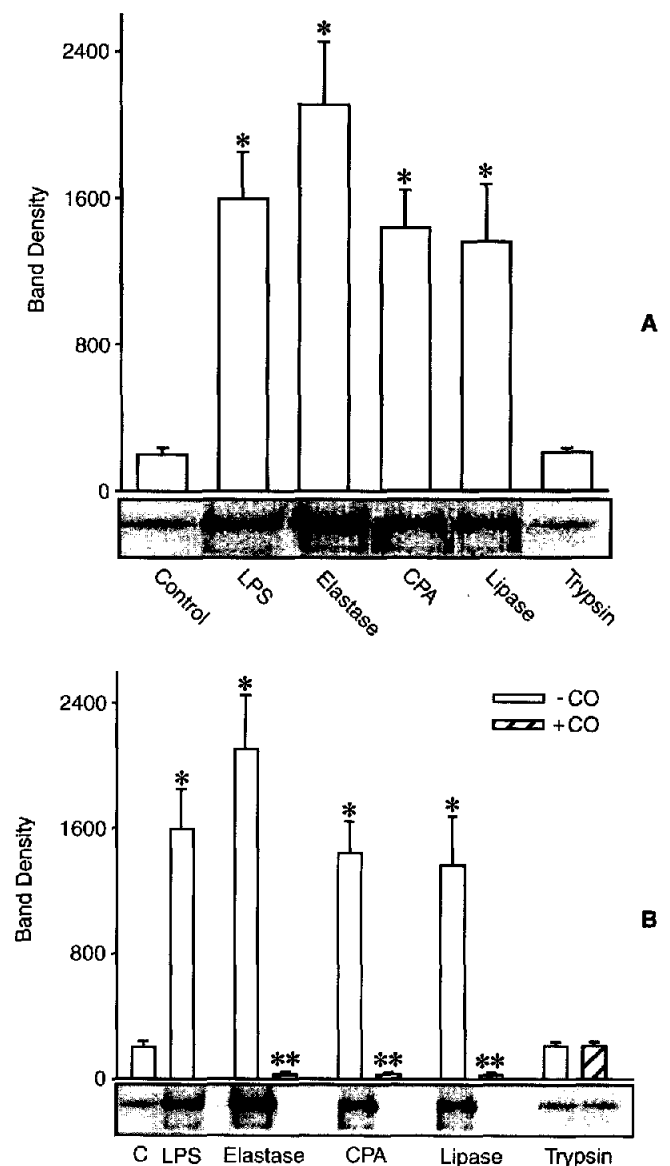 2400
1600
800
0
Band Density
*
*
*
*
A
Control
LPS
Elastase
CPA
Lipase
Trypsin
2400
1600
800
0
Band Density
*
*
*
*
**
**
**
- CO
+ CO
B
C LPS Elastase CPA Lipase Trypsin